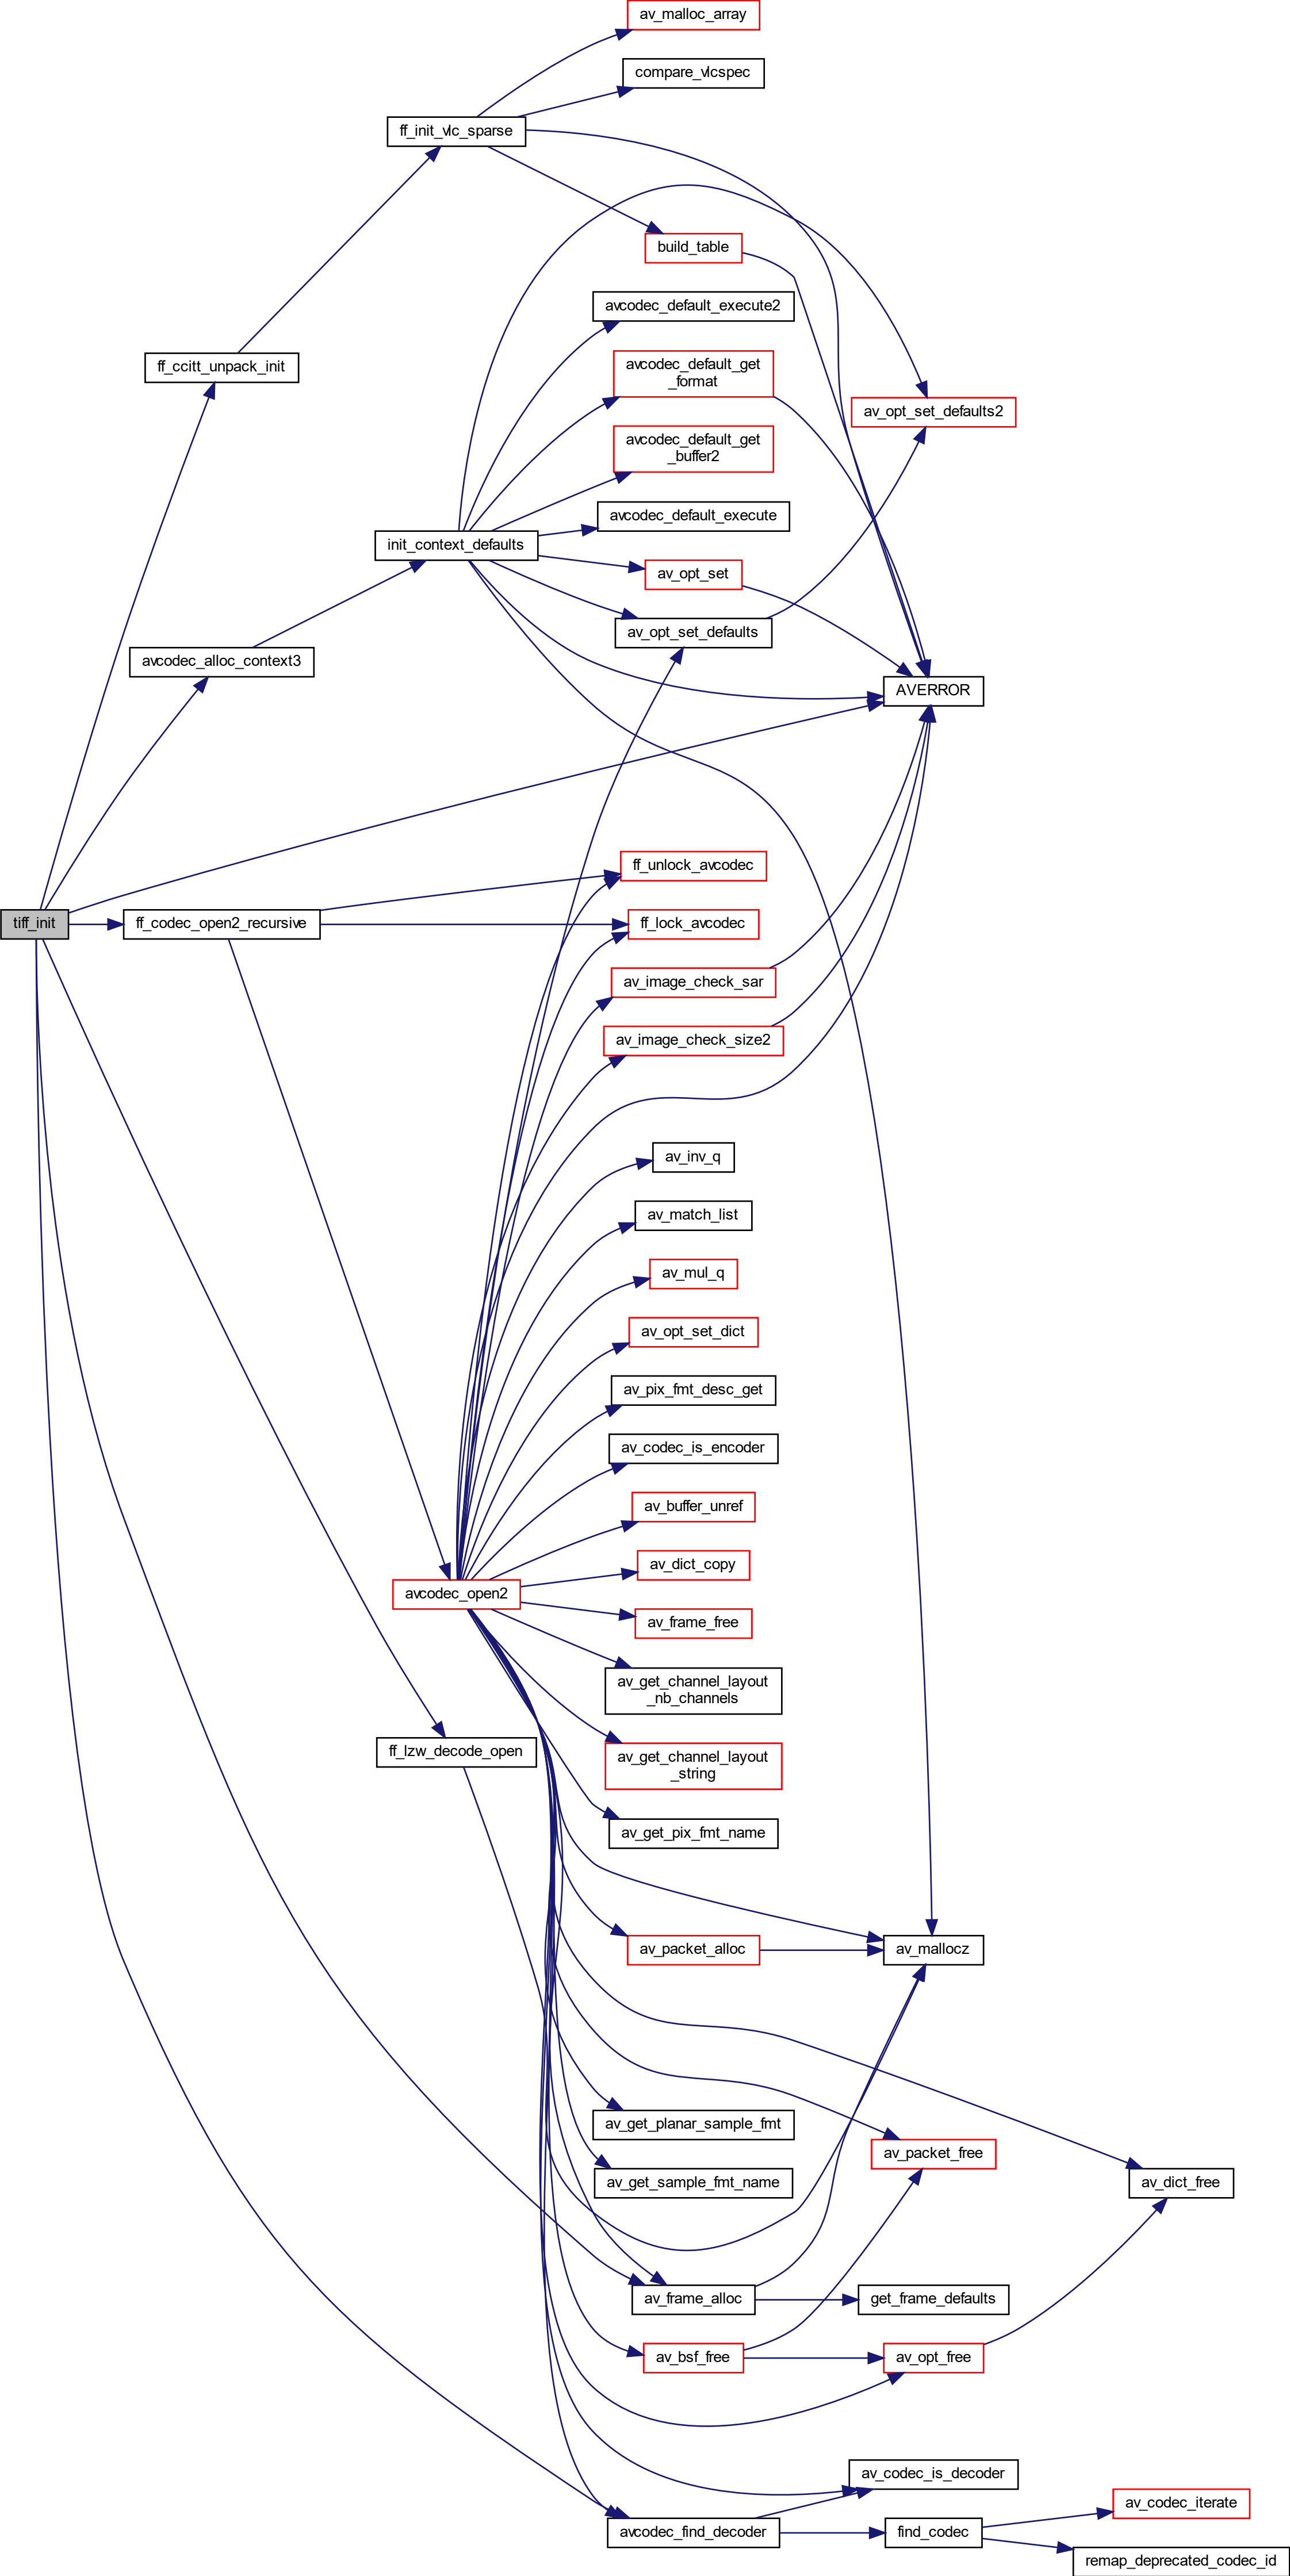 av_malloc_array
compare_vlcspec
ff_init_vlc_sparse
build_table
avcodec_default_execute2
ff_ccitt_unpack_init
avcodec_default_get
_format
av_opt_set_defaults2
avcodec_default_get
_buffer2
avcodec_default_execute
init_context_defaults
av_opt_set
av_opt_set_defaults
avcodec_alloc_context3
AVERROR
ff_unlock_avcodec
tiff_init
ff_codec_open2_recursive
ff_lock_avcodec
av_image_check_sar
av_image_check_size2
av_inv_q
av_match_list
av_mul_q
av_opt_set_dict
av_pix_fmt_desc_get
av_codec_is_encoder
av_buffer_unref
av_dict_copy
avcodec_open2
av_frame_free
av_get_channel_layout
_nb_channels
ff_lzw_decode_open
av_get_channel_layout
_string
av_get_pix_fmt_name
av_packet_alloc
av_mallocz
av_get_planar_sample_fmt
av_packet_free
av_get_sample_fmt_name
av_dict_free
av_frame_alloc
get_frame_defaults
av_bsf_free
av_opt_free
av_codec_is_decoder
av_codec_iterate
avcodec_find_decoder
find_codec
remap_deprecated_codec_id